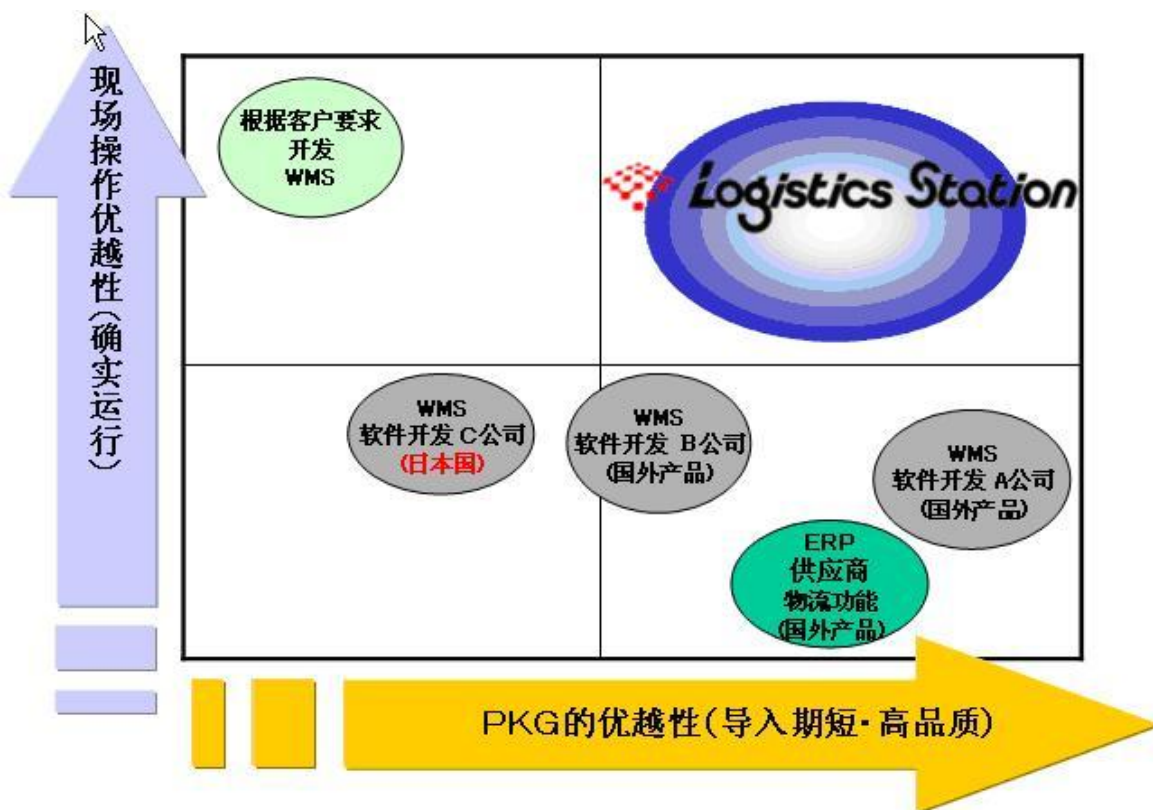 现场操作优越性(确实运行)
根据客户要求
开发
WMS
Logistics Station
WMS
软件开发 C公司
(日本国)
WMS
软件开发 B公司
(国外产品)
WMS
软件开发 A公司
(国外产品)
ERP
供应商
物流功能
(国外产品)
PKG的优越性(导入期短·高品质)